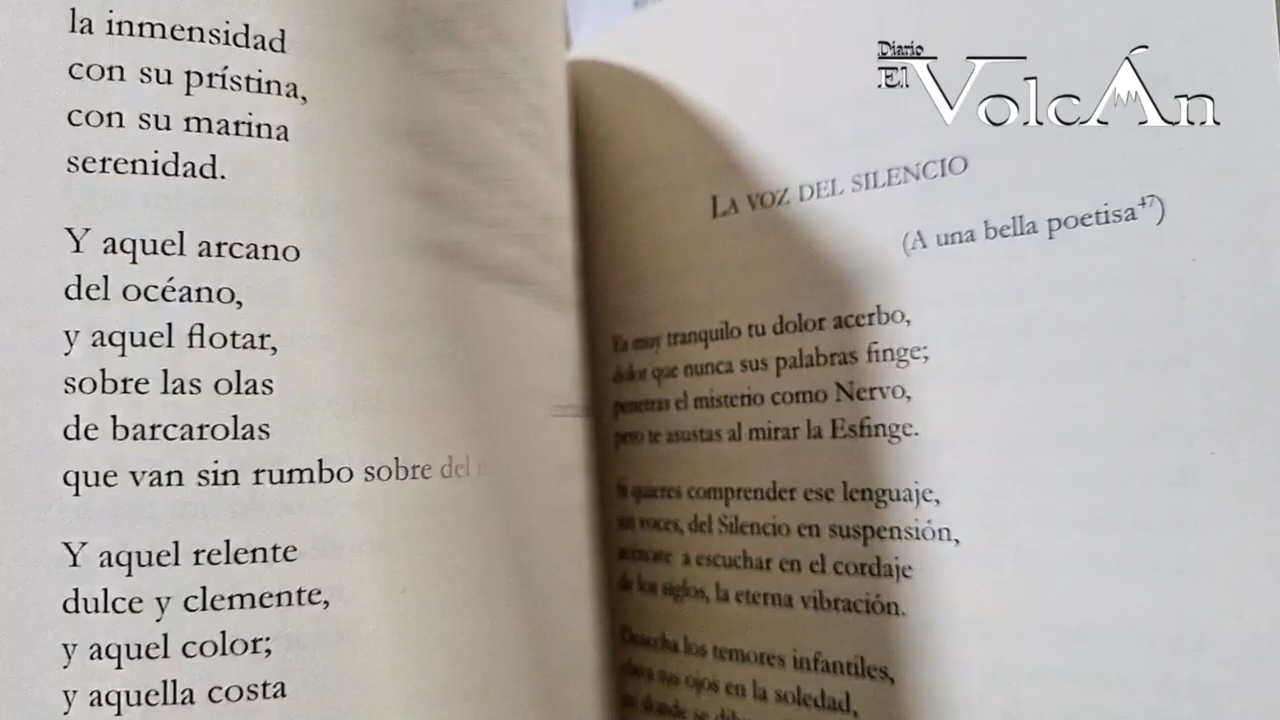 la inmensidad
con su prístina,
con su marina
serenidad.
Y aquel arcano
del océano,
y aquel flotar,
sobre las olas
de barcarolas
que van sin rumbo sobre del
Y aquel relente
dulce y clemente,
y aquel color;
y aquella costa
Diario
El Volcán
LA VOZ DEL SILENCIO
(A una bella poetisa47)
Es muy tranquilo tu dolor acerbo,
dolor que nunca sus palabras finge;
penetras el misterio como Nervo,
pero te asustas al mirar la Esfinge.
Si quieres comprender ese lenguaje,
sin voces, del Silencio en suspensión,
a escuchar en el cordaje
de los siglos, la eterna vibración.
Desecha los temores infantiles,
ojos en la soledad,